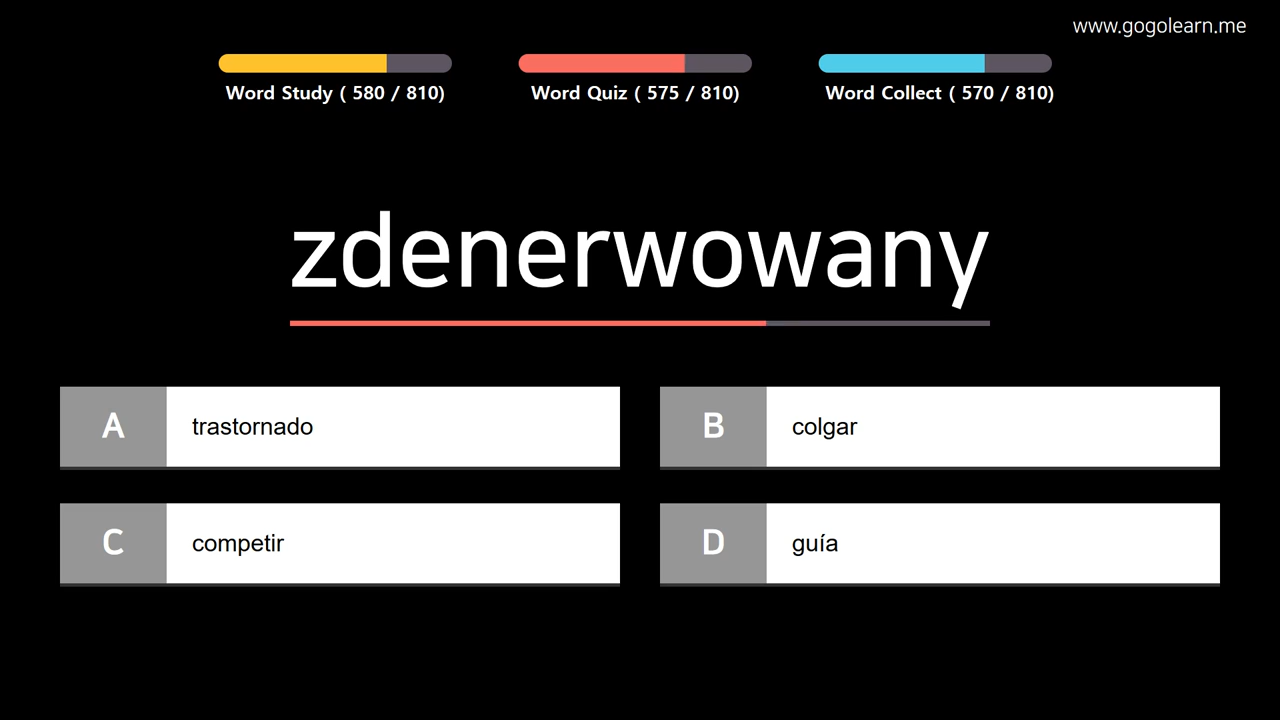 www.gogolearn.me
Word Study ( 580 / 810)
Word Quiz ( 575 / 810)
Word Collect ( 570 / 810)
zdenerwowany
A trastornado
B colgar
C competir
D guía